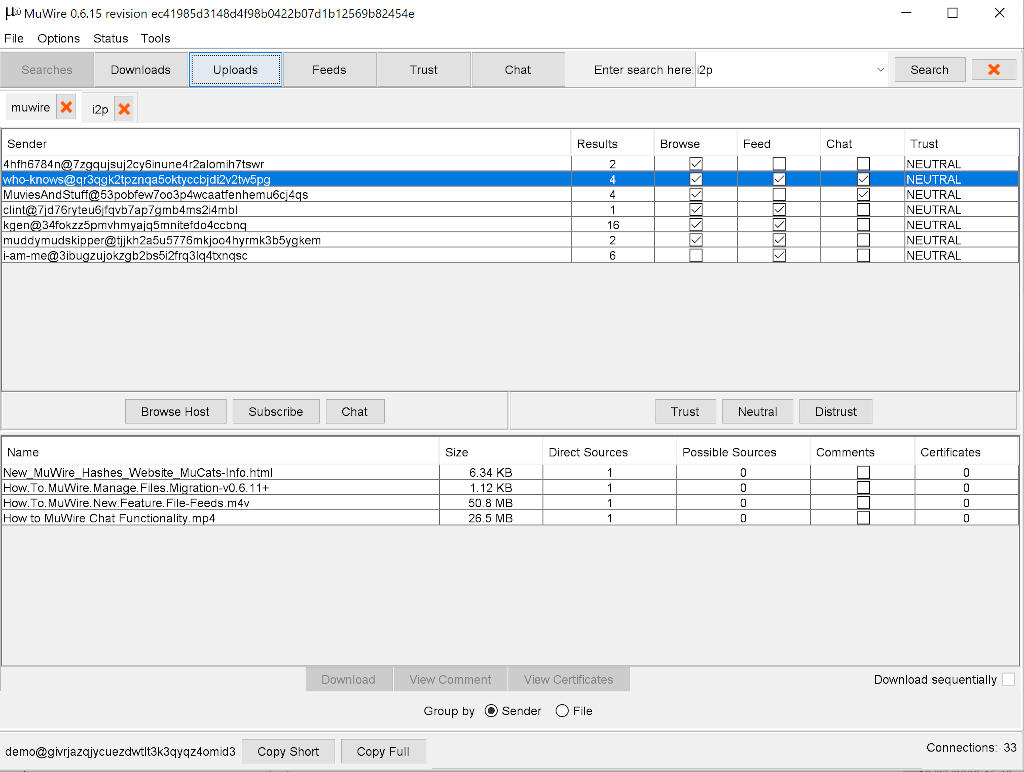 MuWire 0.6.15 revision ec41985d3148d4f98b0422b07d1b12569b82454e
File Options Status Tools
Searches Downloads Uploads Feeds Trust Chat Enter search here: i2p Search
muwire i2p
Sender Results Browse Feed Chat Trust
4hfh6784n@7zgqujsuj2cy6inune4r2alomih7tswr 2 NEUTRAL
who-knows@qr3qgk2tpznqa5oktyccbjdi2v2tw5pg 4 NEUTRAL
MuviesAndStuff@53pobfew7oo3p4wcaatfenhemu6cj4qs 4 NEUTRAL
clint@7jd76ryteu6jfqvb7ap7gmb4ms2i4mbl 1 NEUTRAL
kgen@34fokzz5pmvhmyajq5mnitefdo4ccbnq 16 NEUTRAL
muddymudskipper@tjjkh2a5u5776mkjoo4hyrmk3b5ygkem 2 NEUTRAL
i-am-me@3ibugzujokzgb2bs5i2frq3lq4txnqsc 6 NEUTRAL
Browse Host Subscribe Chat Trust Neutral Distrust
Name Size Direct Sources Possible Sources Comments Certificates
New_MuWire_Hashes_Website_MuCats-Info.html 6.34 KB 1 0 0
How.To.MuWire.Manage.Files.Migration-v0.6.11+ 1.12 KB 1 0 0
How.To.MuWire.New.Feature.File-Feeds.m4v 50.8 MB 1 0 0
How to MuWire Chat Functionality.mp4 26.5 MB 1 0 0
Download View Comment View Certificates Download sequentially
Group by Sender File
demo@givrjazqjycuezdwtlt3k3qyqz4omid3 Copy Short Copy Full Connections: 33